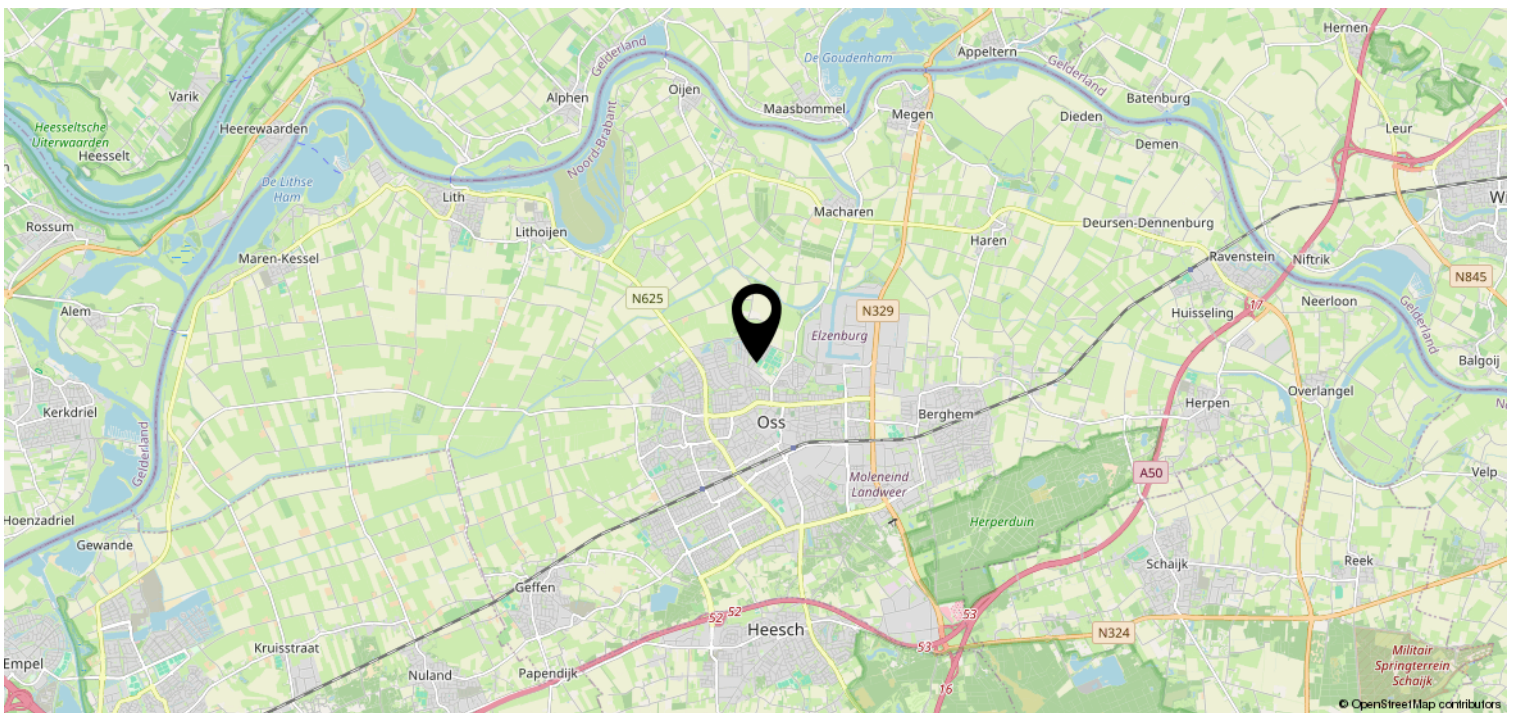 Hernen
Appeltern
Gelderland
De Goudenham
Gelderland
Varik
Alphen
Oijen
Batenburg
Maasbommel
Megen
Dieden
Heerewaarden
Heesseltsche
Uiterwaarden
Heesselt
Leur
Demen
Noord-Brabant
De Lithse
Ham
Lith
Macharen
Rossum
Lithoijen
Haren
Deursen-Dennenburg
Maren-Kessel
Ravenstein
Niftrik
N845
N625
Neerloon
Alem
N329
17
Huisseling
Gelderland
Elzenburg
Balgoij
Overlangel
Kerkdriel
Herpen
Berghem
Oss
Gelderland
A50
Velp
Moleneind
Landweer
Hoenzadriel
Herperduin
Gewande
Schaijk
Reek
Geffen
52
52
53
Heesch
N324
Kruisstraat
53
Empel
Nuland
Papendijk
Militair
Springterrein
Schaijk
16
© OpenStreetMap contributors